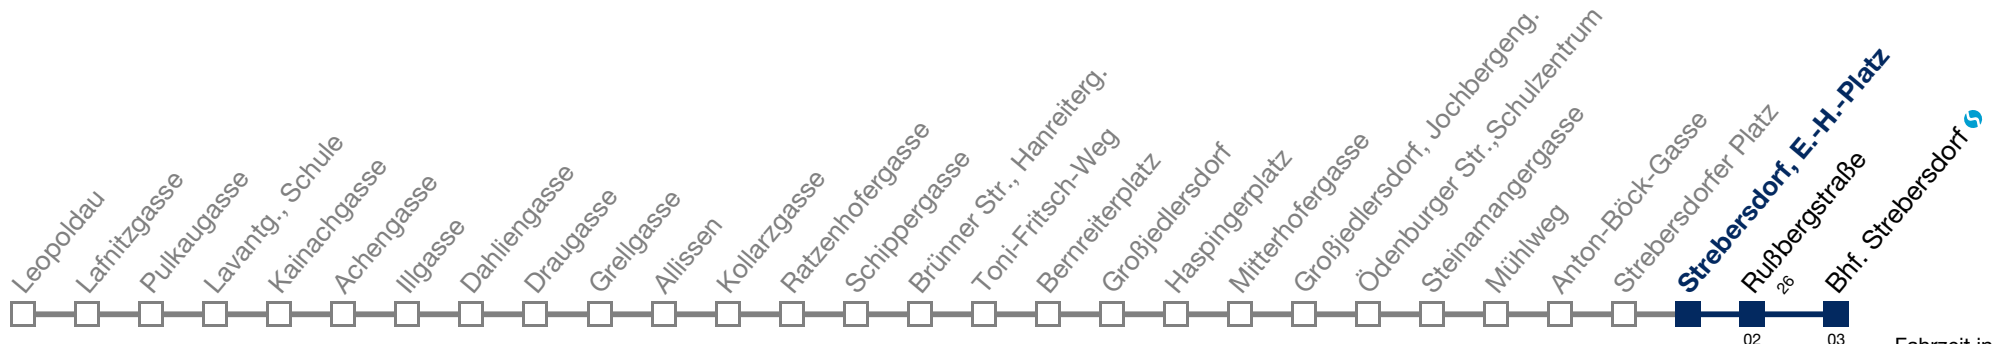 Leopoldau
Lafnitzgasse
Pulkaugasse
Lavantg., Schule
Kainachgasse
Achengasse
Illgasse
Dahliengasse
Draugasse
Grellgasse
Allissen
Kollarzgasse
Ratzenhofergasse
Schippergasse
Brünner Str., Hanreiterg.
Toni-Fritsch-Weg
Bernreiterplatz
Großjedlersdorf
Haspingerplatz
Mitterhofergasse
Großjedlersdorf, Jochbergeng.
Ödenburger Str.,Schulzentrum
Steinamangergasse
Mühlweg
Anton-Böck-Gasse
Strebersdorfer Platz
Strebersdorf, E.-H.-Platz
Rußbergstraße
26
Bhf. Strebersdorf
02
03
Fahrzeit in